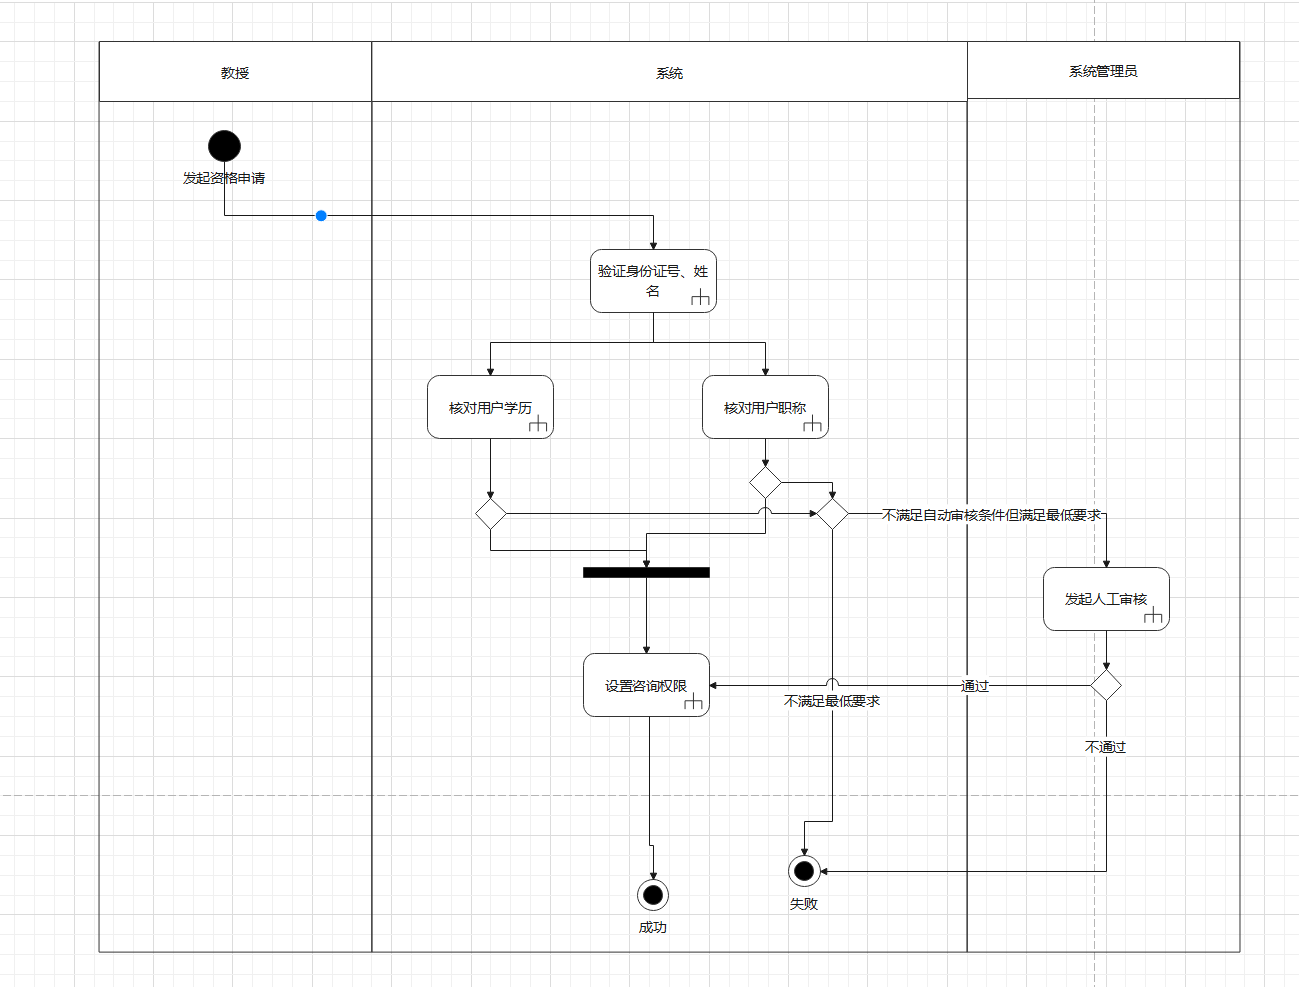 教授
系统
系统管理员
发起资格申请
验证身份证号、姓
名
核对用户学历
核对用户职称
不满足自动审核条件但满足最低要求
发起人工审核
设置咨询权限
通过
不满足最低要求
不通过
失败
成功